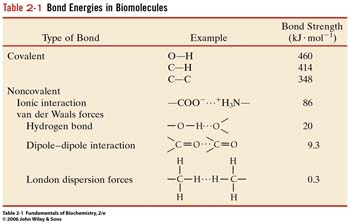 Table 2-1 Bond Energies in Biomolecules
Bond Strength
Type of Bond Example (kJ · mol⁻¹)
Covalent O—H 460
C—H 414
C—C 348
Noncovalent
Ionic interaction —COO⁻···⁺H₃N— 86
van der Waals forces
Hydrogen bond —O—H···O 20
Dipole–dipole interaction C=O···C=O 9.3
H H
London dispersion forces —C—H···H—C— 0.3
H H
Table 2-1 Fundamentals of Biochemistry, 2/e
© 2006 John Wiley & Sons